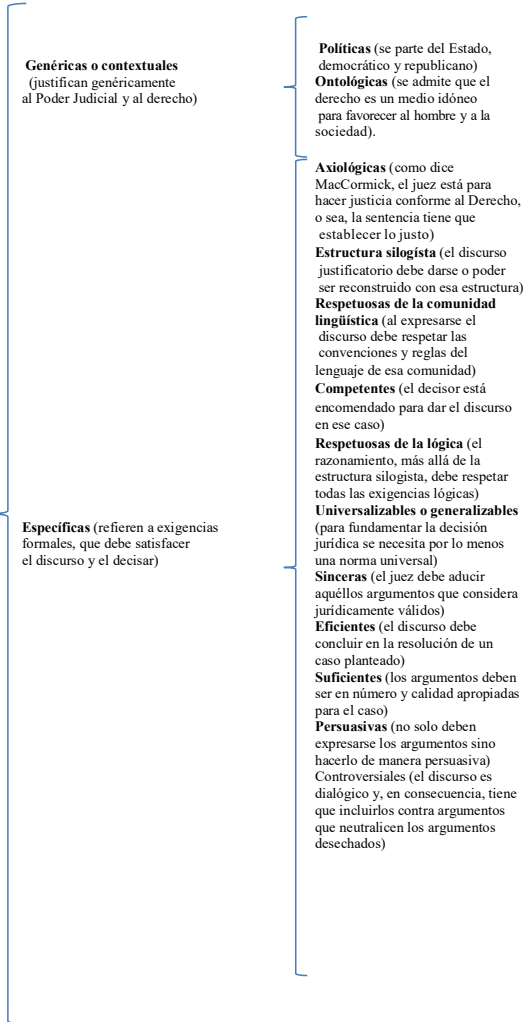 Genéricas o contextuales
(justifican genéricamente
al Poder Judicial y al derecho)
Políticas (se parte del Estado,
democrático y republicano)
Ontológicas (se admite que el
derecho es un medio idóneo
para favorecer al hombre y a la
sociedad).
Específicas (refieren a exigencias
formales, que debe satisfacer
el discurso y el decisar)
Axiológicas (como dice
MacCormick, el juez está para
hacer justicia conforme al Derecho,
o sea, la sentencia tiene que
establecer lo justo)
Estructura silogísta (el discurso
justificatorio debe darse o poder
ser reconstruido con esa estructura)
Respetuosas de la comunidad
lingüística (al expresarse el
discurso debe respetar las
convenciones y reglas del
lenguaje de esa comunidad)
Competentes (el decisor está
encomendado para dar el discurso
en ese caso)
Respetuosas de la lógica (el
razonamiento, más allá de la
estructura silogista, debe respetar
todas las exigencias lógicas)
Universalizables o generalizables
(para fundamentar la decisión
jurídica se necesita por lo menos
una norma universal)
Sinceras (el juez debe aducir
aquéllos argumentos que considera
jurídicamente válidos)
Eficientes (el discurso debe
concluir en la resolución de un
caso planteado)
Suficientes (los argumentos deben
ser en número y calidad apropiadas
para el caso)
Persuasivas (no solo deben
expresarse los argumentos sino
hacerlo de manera persuasiva)
Controversiales (el discurso es
dialógico y, en consecuencia, tiene
que incluirlos contra argumentos
que neutralicen los argumentos
desechados)